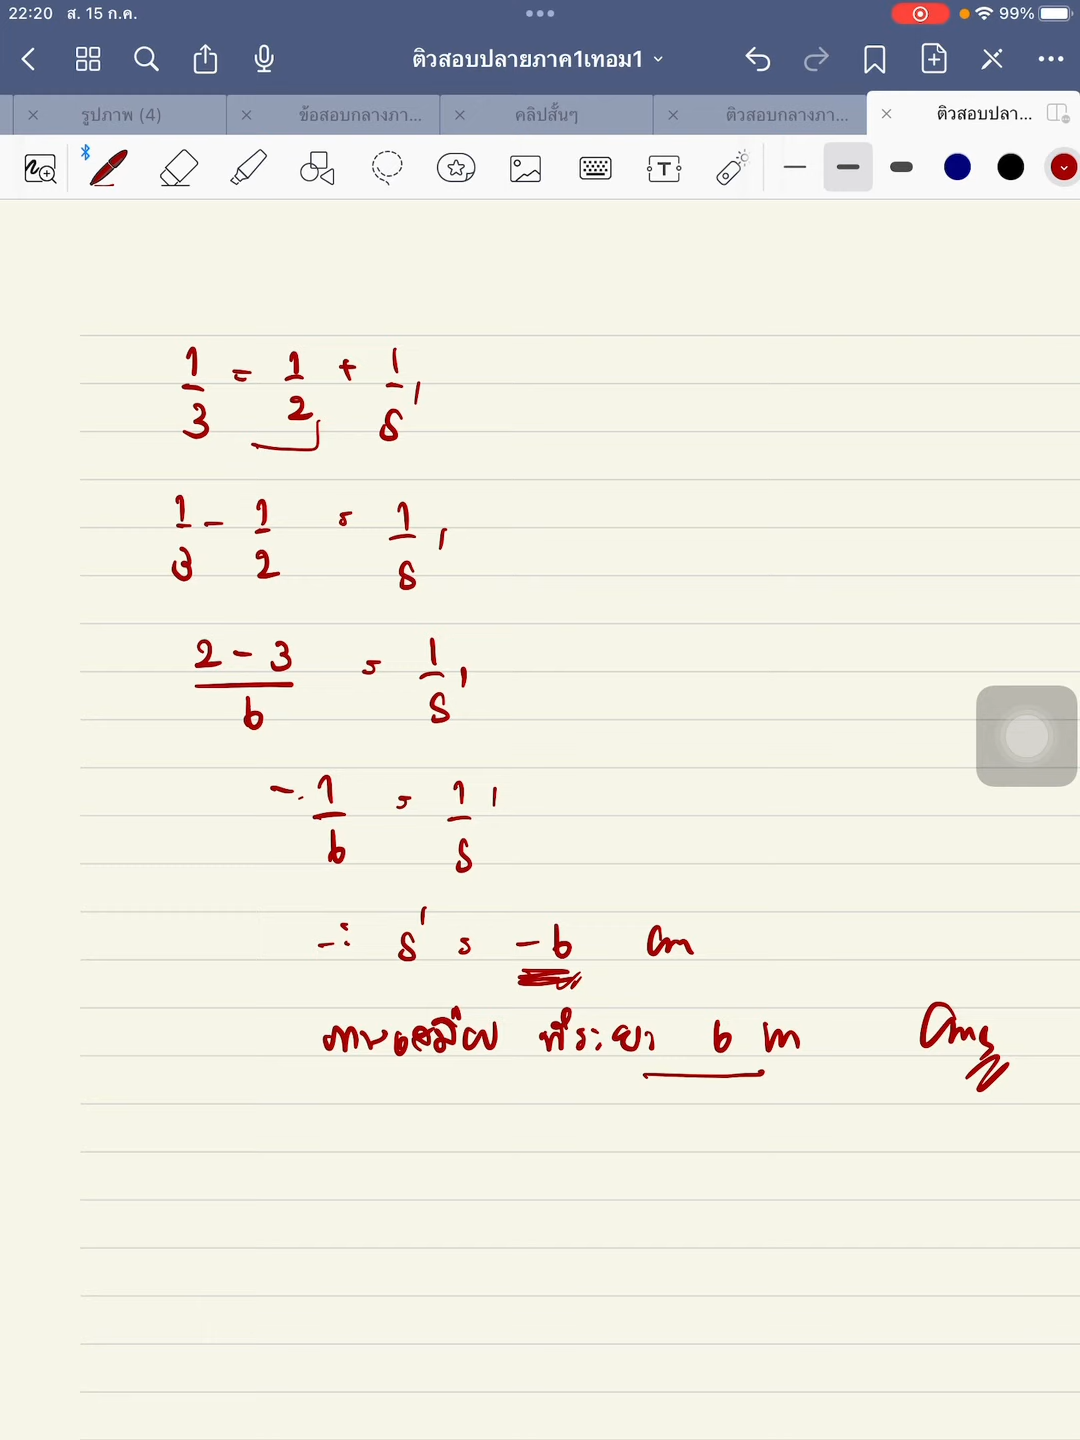 22:20 ส. 15 ก.ค. 99%
ติวสอบปลายภาค1เทอม1
รูปภาพ (4) ข้อสอบกลางภา... คลิปสั้นๆ ติวสอบกลางภา... ติวสอบปลา...
1/3 = 1/2 + 1/s'
1/3 - 1/2 = 1/s'
2 - 3/6 = 1/s'
-1/6 = 1/s'
∴ s' = -6 cm
ภาพเสมือน ที่ระยะ 6 m Ans